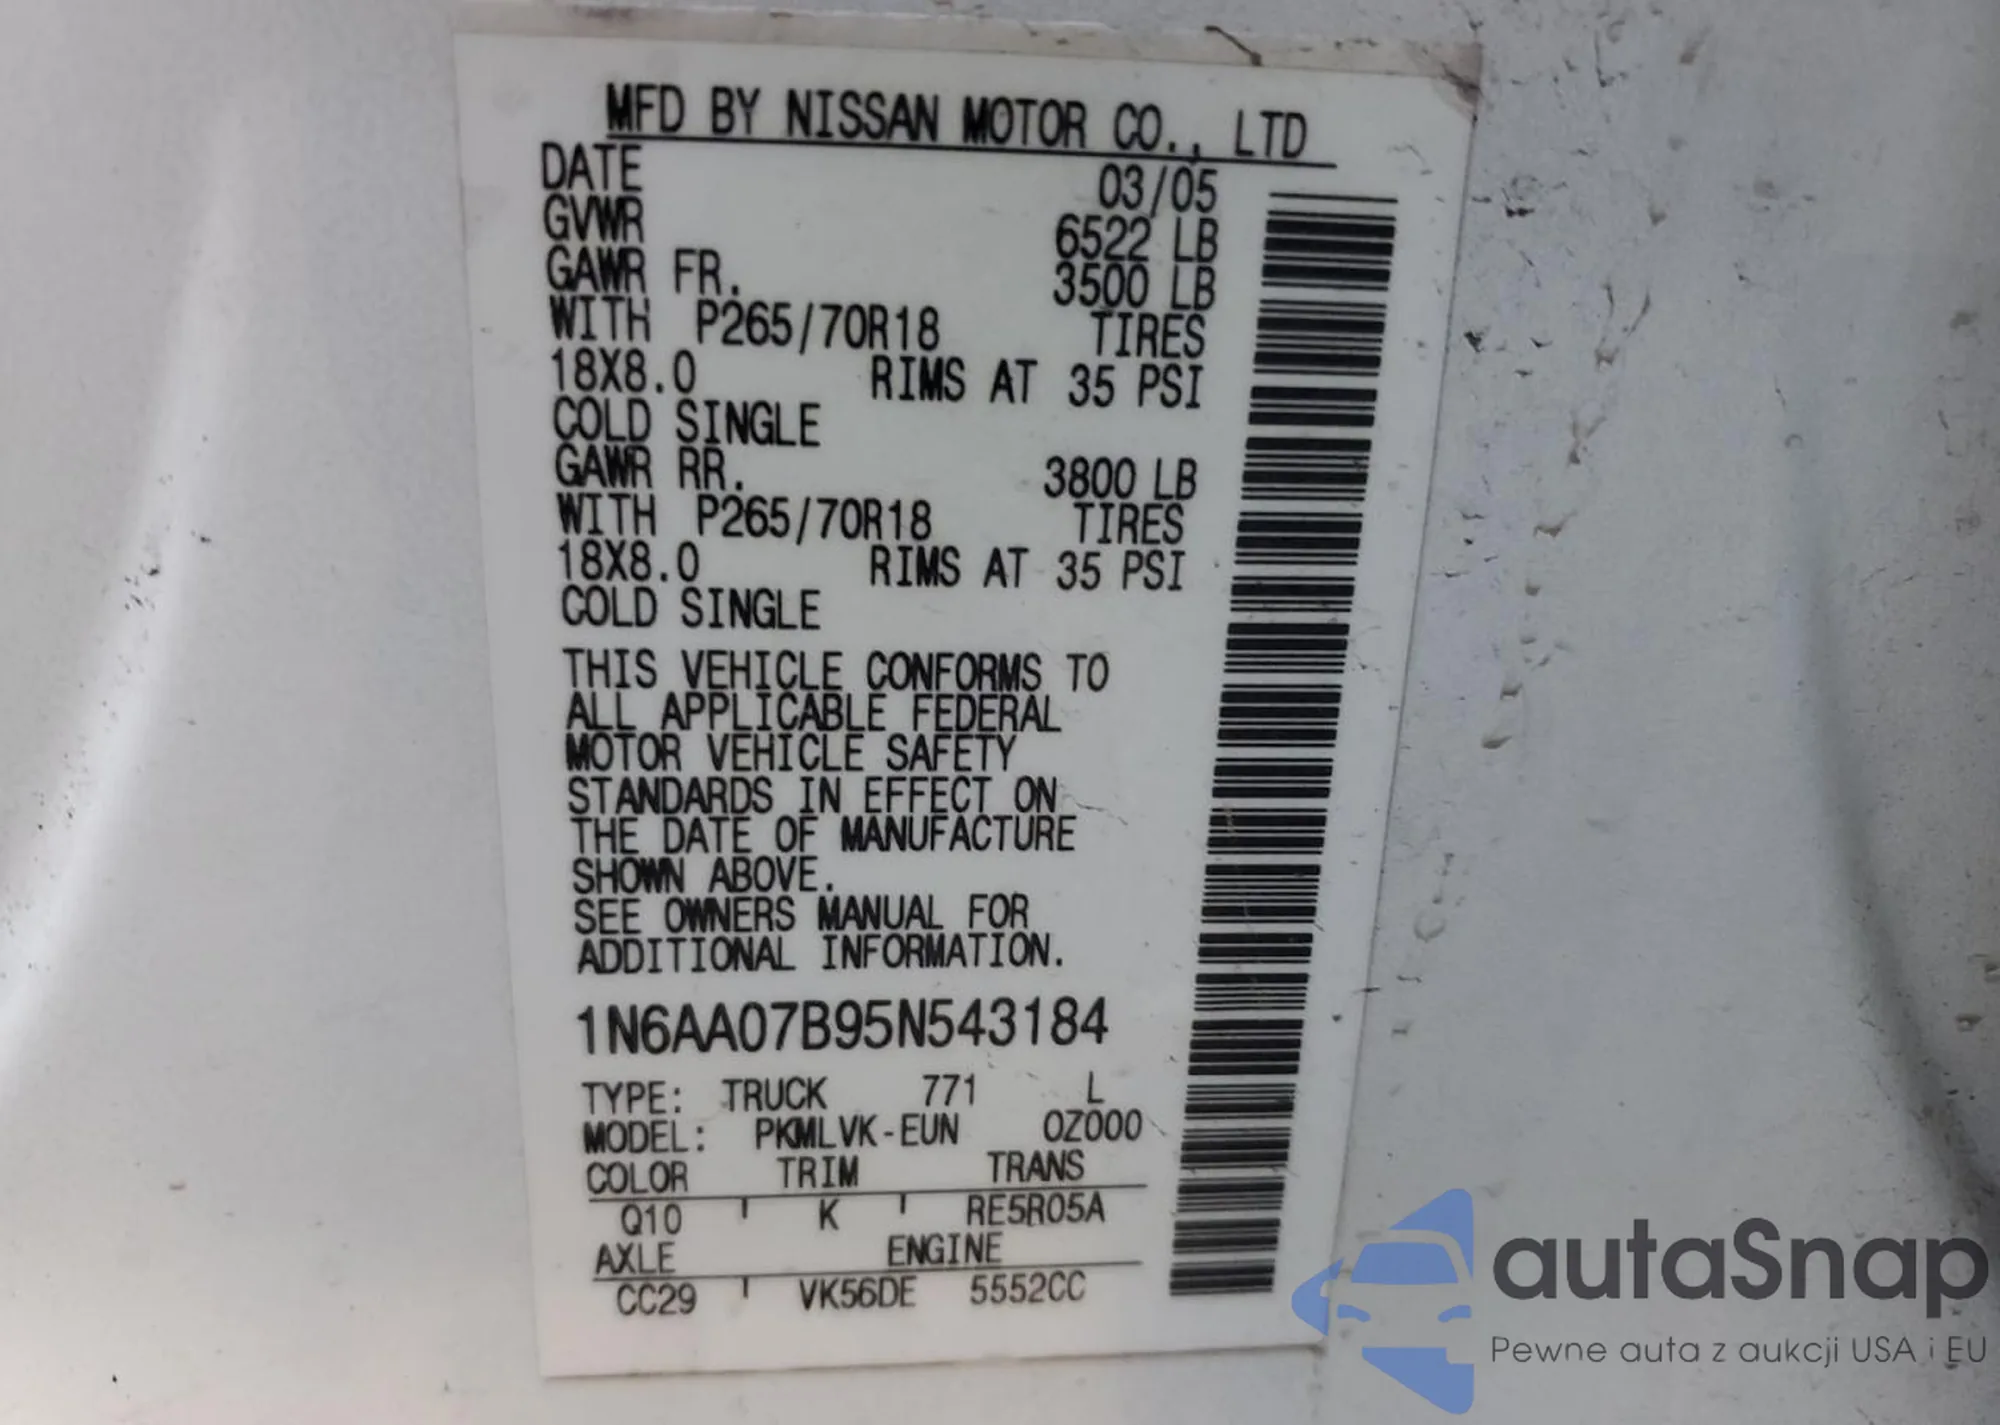 MFD BY NISSAN MOTOR CO., LTD
DATE 03/05
GVWR 6522 LB
GAWR FR. 3500 LB
WITH P265/70R18 TIRES
18X8.0 RIMS AT 35 PSI
COLD SINGLE
GAWR RR. 3800 LB
WITH P265/70R18 TIRES
18X8.0 RIMS AT 35 PSI
COLD SINGLE
THIS VEHICLE CONFORMS TO
ALL APPLICABLE FEDERAL
MOTOR VEHICLE SAFETY
STANDARDS IN EFFECT ON
THE DATE OF MANUFACTURE
SHOWN ABOVE.
SEE OWNERS MANUAL FOR
ADDITIONAL INFORMATION.
1N6AA07B95N543184
TYPE: TRUCK 771 L
MODEL: PKMLVK-EUN OZ000
COLOR TRIM TRANS
Q10 K RE5R05A
AXLE ENGINE
CC29 VK56DE 5552CC
autaSnap
Pewne auta z aukcji USA i EU